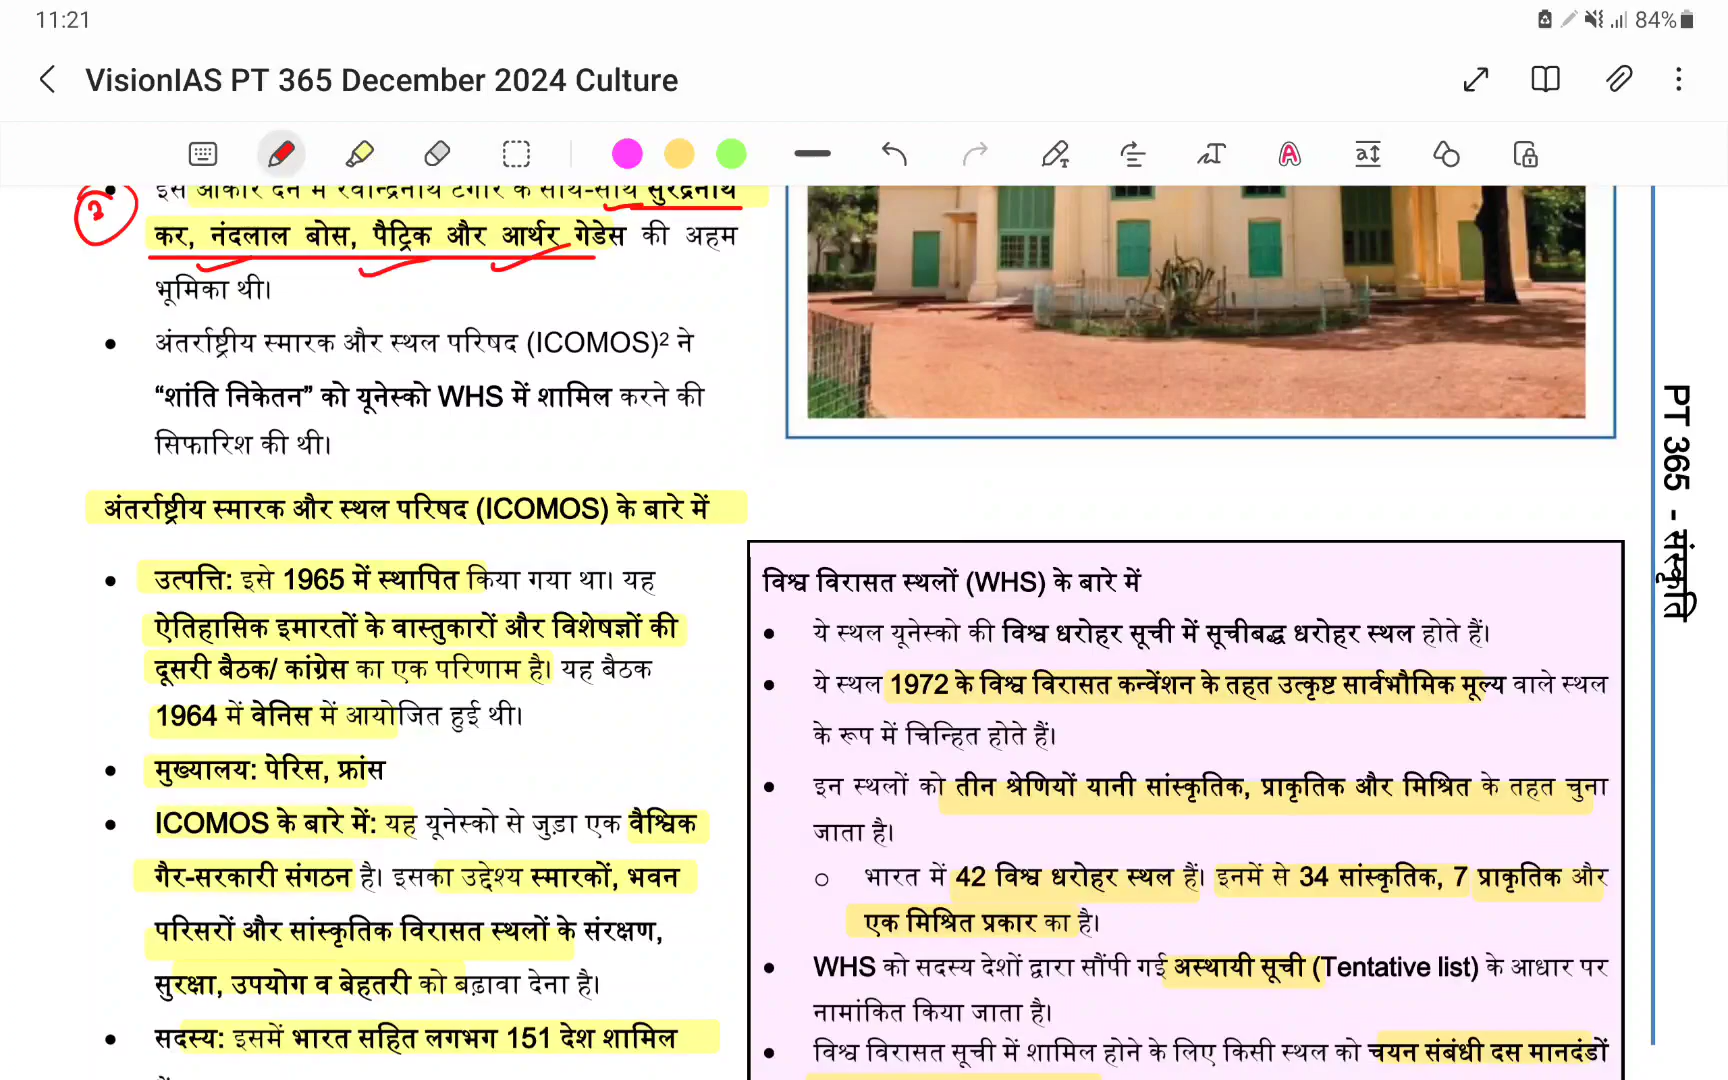 11:21
84%
VisionIAS PT 365 December 2024 Culture
इसे आकार देने में रवीन्द्रनाथ टैगोर के साथ-साथ सुरेंद्रनाथ
कर, नंदलाल बोस, पैट्रिक और आर्थर गेडेस की अहम
भूमिका थी।
• अंतर्राष्ट्रीय स्मारक और स्थल परिषद (ICOMOS)² ने
“शांति निकेतन” को यूनेस्को WHS में शामिल करने की
सिफारिश की थी।
अंतर्राष्ट्रीय स्मारक और स्थल परिषद (ICOMOS) के बारे में
• उत्पत्ति: इसे 1965 में स्थापित किया गया था। यह
ऐतिहासिक इमारतों के वास्तुकारों और विशेषज्ञों की
दूसरी बैठक/ कांग्रेस का एक परिणाम है। यह बैठक
1964 में वेनिस में आयोजित हुई थी।
• मुख्यालय: पेरिस, फ्रांस
• ICOMOS के बारे में: यह यूनेस्को से जुड़ा एक वैश्विक
गैर-सरकारी संगठन है। इसका उद्देश्य स्मारकों, भवन
परिसरों और सांस्कृतिक विरासत स्थलों के संरक्षण,
सुरक्षा, उपयोग व बेहतरी को बढ़ावा देना है।
• सदस्य: इसमें भारत सहित लगभग 151 देश शामिल
विश्व विरासत स्थलों (WHS) के बारे में
• ये स्थल यूनेस्को की विश्व धरोहर सूची में सूचीबद्ध धरोहर स्थल होते हैं।
• ये स्थल 1972 के विश्व विरासत कन्वेंशन के तहत उत्कृष्ट सार्वभौमिक मूल्य वाले स्थल
के रूप में चिन्हित होते हैं।
• इन स्थलों को तीन श्रेणियों यानी सांस्कृतिक, प्राकृतिक और मिश्रित के तहत चुना
जाता है।
o भारत में 42 विश्व धरोहर स्थल हैं। इनमें से 34 सांस्कृतिक, 7 प्राकृतिक और
एक मिश्रित प्रकार का है।
• WHS को सदस्य देशों द्वारा सौंपी गई अस्थायी सूची (Tentative list) के आधार पर
नामांकित किया जाता है।
• विश्व विरासत सूची में शामिल होने के लिए किसी स्थल को चयन संबंधी दस मानदंडों
PT 365 - संस्कृति